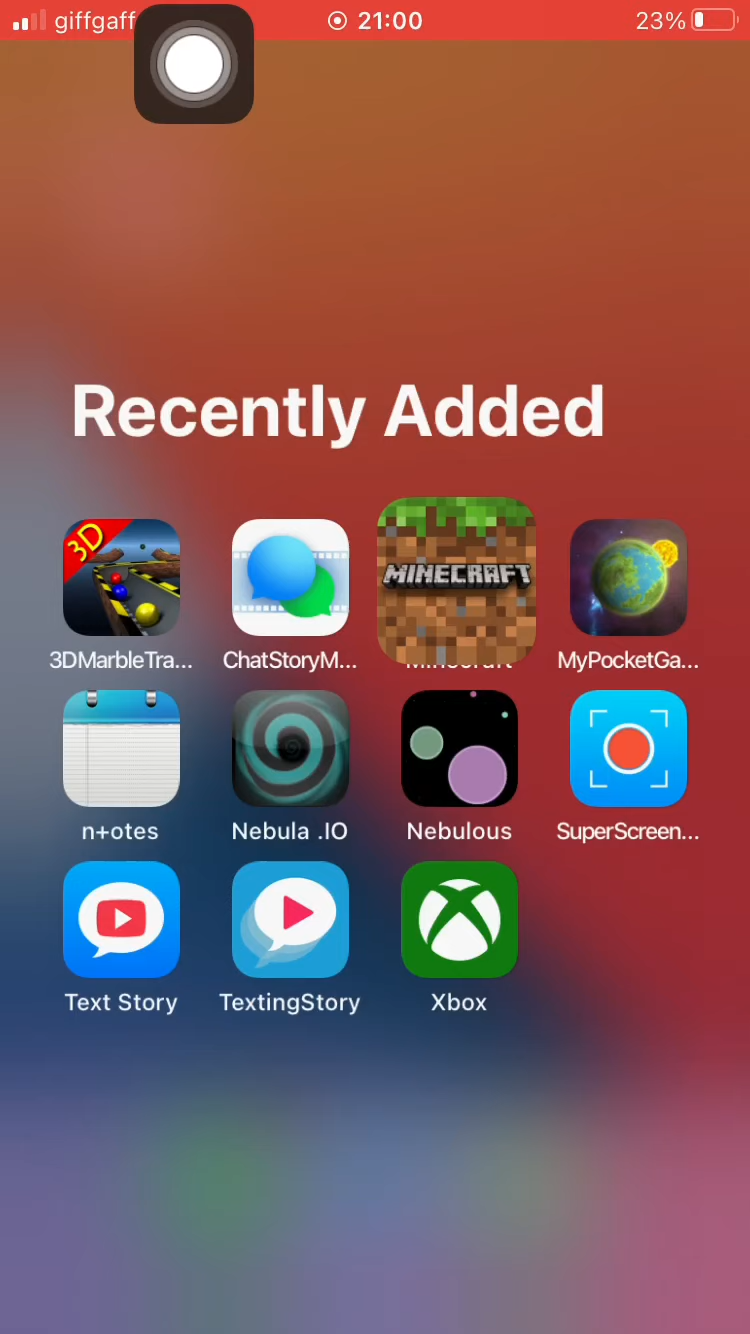 giffgaff 21:00 23%
Recently Added
3D
MINECRAFT
3DMarbleTra... ChatStoryM... Minecraft MyPocketGa...
n+otes Nebula .IO Nebulous SuperScreen...
Text Story TextingStory Xbox